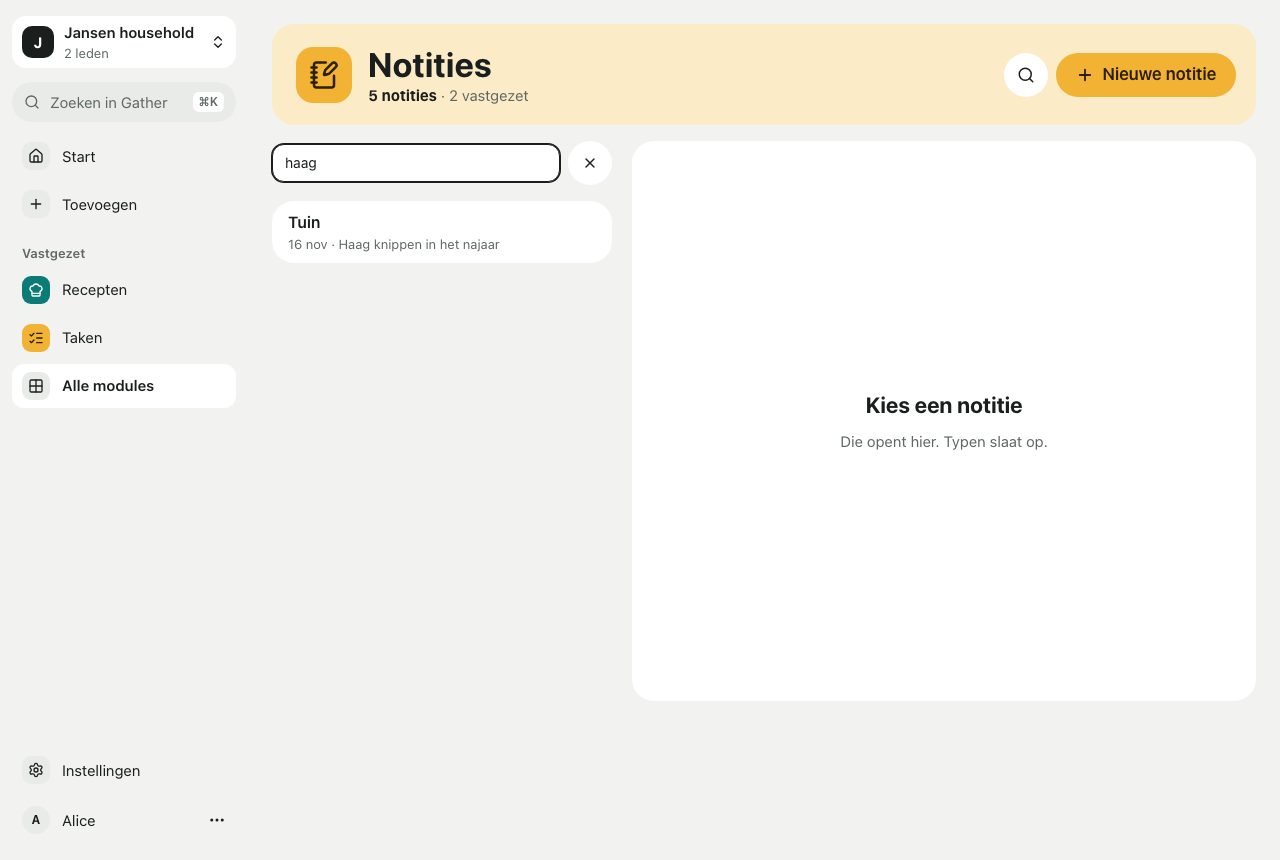 J
Jansen household
2 leden
Zoeken in Gather
⌘K
Start
Toevoegen
Vastgezet
Recepten
Taken
Alle modules
Instellingen
A
Alice
Notities
5 notities · 2 vastgezet
Nieuwe notitie
haag
Tuin
16 nov · Haag knippen in het najaar
Kies een notitie
Die opent hier. Typen slaat op.